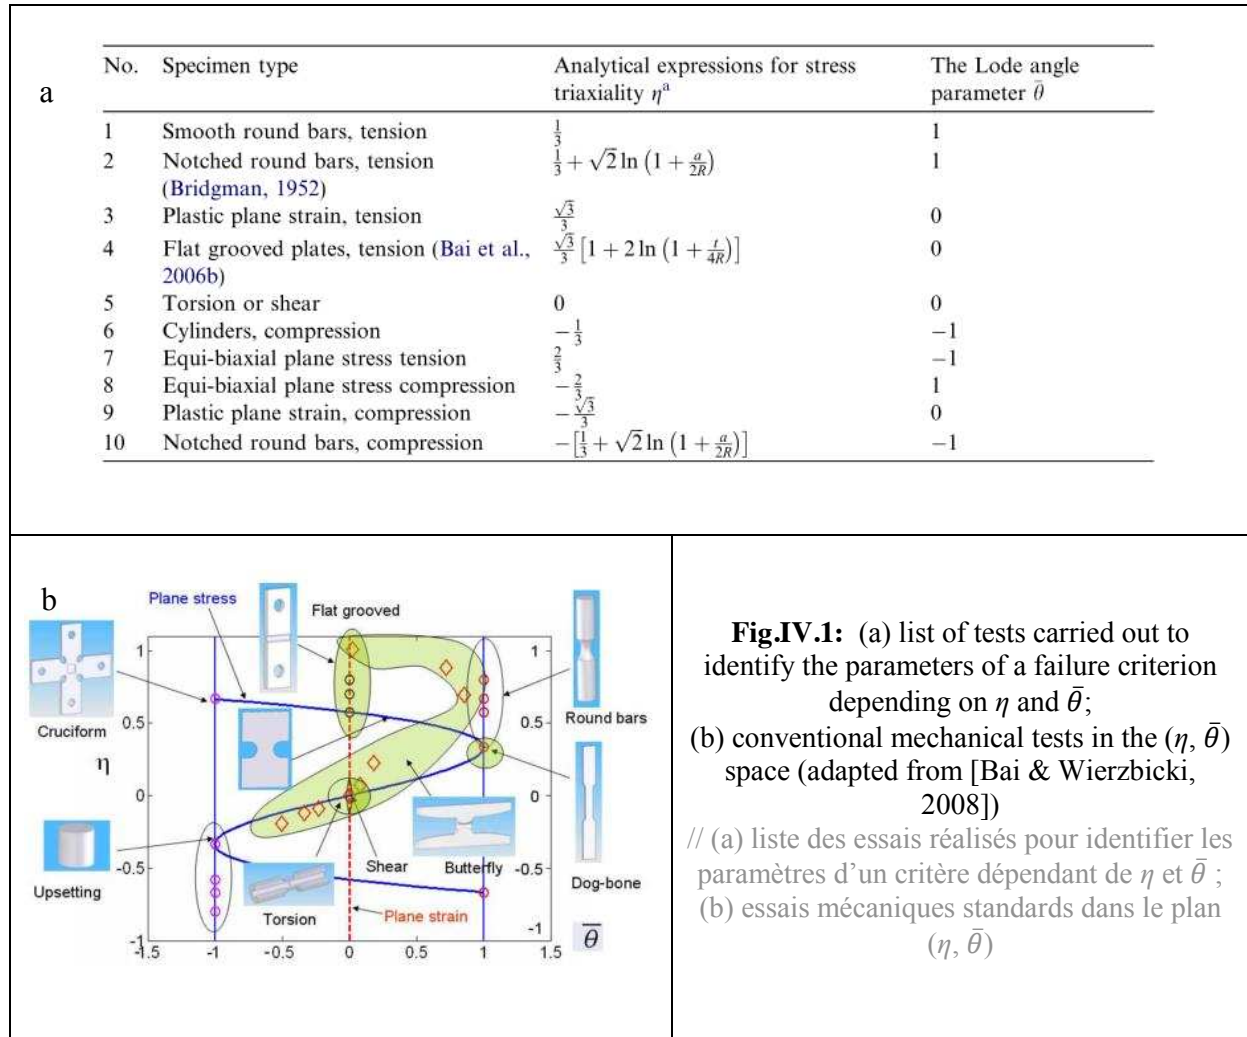 a
No. Specimen type Analytical expressions for stress The Lode angle
triaxiality η^a parameter θ̄
1 Smooth round bars, tension 1/3 1
2 Notched round bars, tension 1/3 + √2 ln (1 + a/2R) 1
(Bridgman, 1952)
3 Plastic plane strain, tension √3/3 0
4 Flat grooved plates, tension (Bai et al., √3/3 [1 + 2 ln (1 + t/4R)] 0
2006b)
5 Torsion or shear 0 0
6 Cylinders, compression −1/3 −1
7 Equi-biaxial plane stress tension 2/3 −1
8 Equi-biaxial plane stress compression −2/3 1
9 Plastic plane strain, compression −√3/3 0
10 Notched round bars, compression −[1/3 + √2 ln (1 + a/2R)] −1
b
Plane stress
Flat grooved
Cruciform
Round bars
η
Upsetting
Shear
Butterfly
Dog-bone
Torsion
Plane strain
θ̄
1
0.5
0
-0.5
-1
1
0.5
0
-0.5
-1
-1.5 -1 -0.5 0 0.5 1 1.5
Fig.IV.1: (a) list of tests carried out to
identify the parameters of a failure criterion
depending on η and θ̄;
(b) conventional mechanical tests in the (η, θ̄)
space (adapted from [Bai & Wierzbicki,
2008])
// (a) liste des essais réalisés pour identifier les
paramètres d’un critère dépendant de η et θ̄ ;
(b) essais mécaniques standards dans le plan
(η, θ̄)